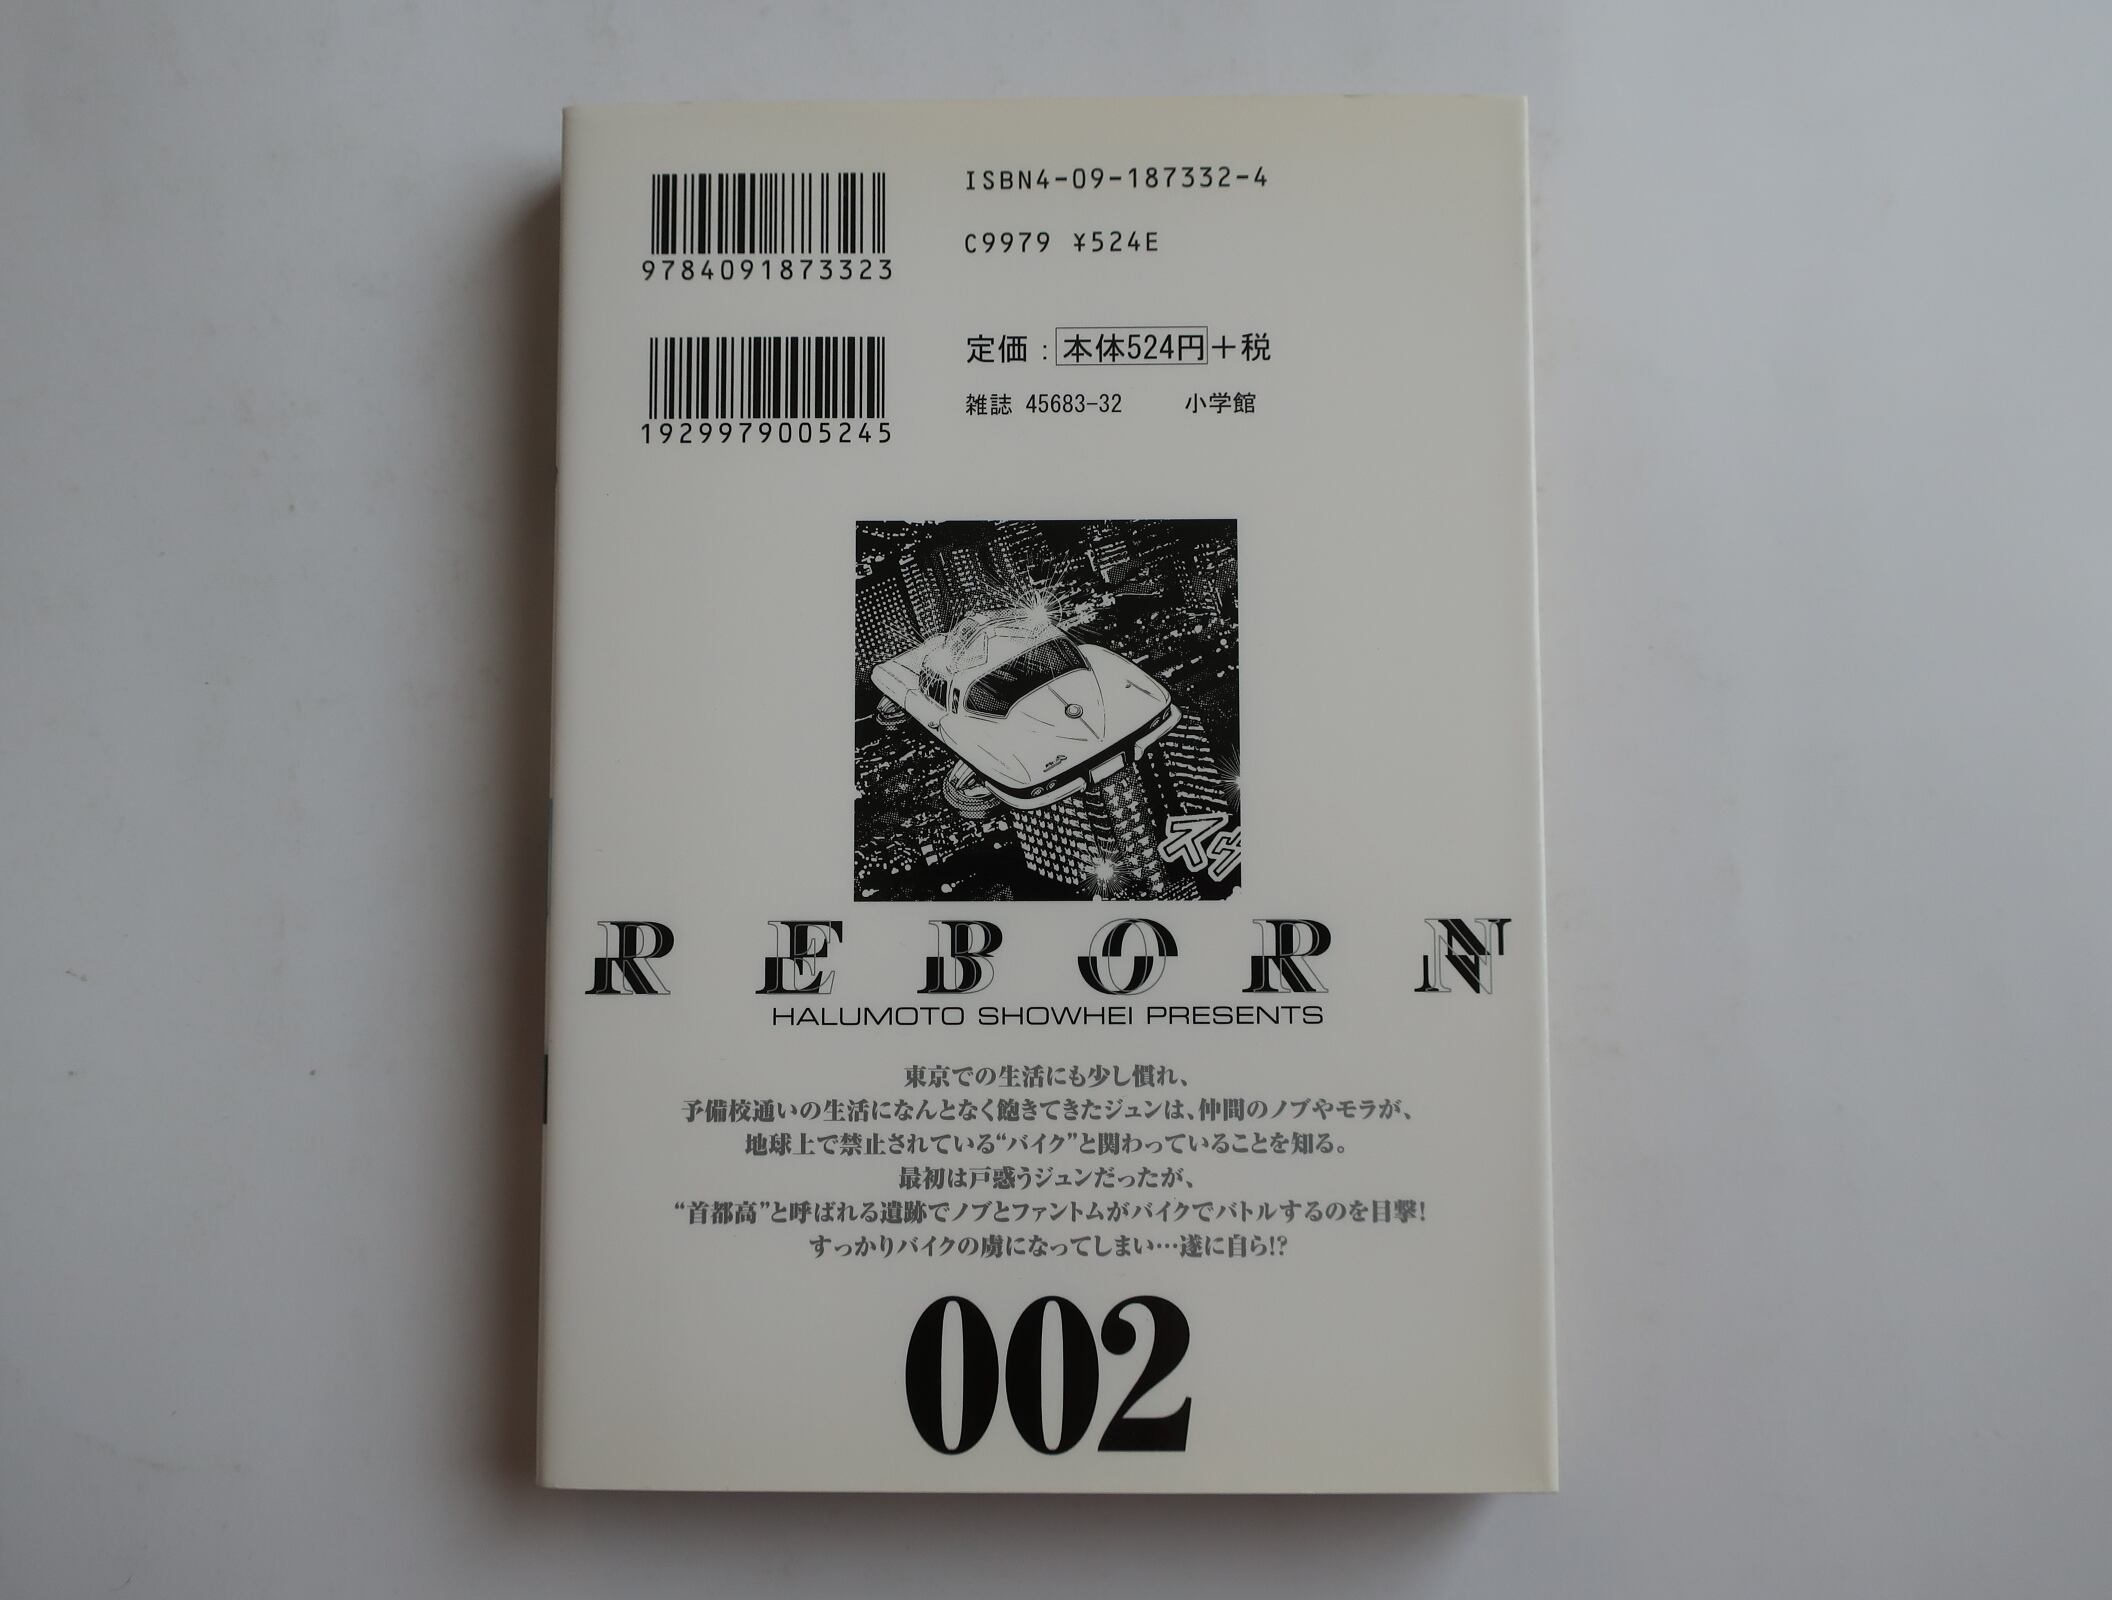 ISBN4-09-187332-4
C9979 ¥524E
9784091873323
定価：本体524円+税
雑誌 45683-32 小学館
1929979005245
スゥ
REBORN
HALUMOTO SHOWHEI PRESENTS
東京での生活にも少し慣れ、
予備校通いの生活になんとなく飽きてきたジュンは、仲間のノブやモラが、
地球上で禁止されている“バイク”と関わっていることを知る。
最初は戸惑うジュンだったが、
“首都高”と呼ばれる遺跡でノブとファントムがバイクでバトルするのを目撃！
すっかりバイクの虜になってしまい…遂に自ら!?
002